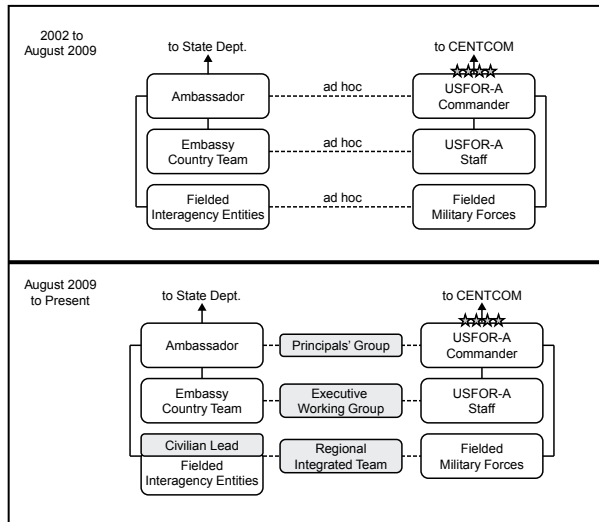 2002 to
August 2009
to State Dept.
to CENTCOM
Ambassador
ad hoc
USFOR-A
Commander
Embassy
Country Team
ad hoc
USFOR-A
Staff
Fielded
Interagency Entities
ad hoc
Fielded
Military Forces
August 2009
to Present
to State Dept.
to CENTCOM
Ambassador
Principals' Group
USFOR-A
Commander
Embassy
Country Team
Executive
Working Group
USFOR-A
Staff
Civilian Lead
Fielded
Interagency Entities
Regional
Integrated Team
Fielded
Military Forces